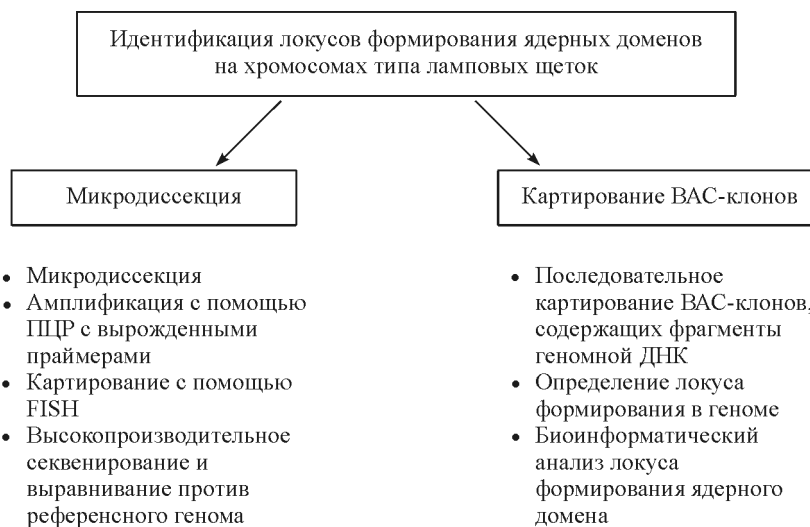 Идентификация локусов формирования ядерных доменов
на хромосомах типа ламповых щеток
Микродиссекция
• Микродиссекция
• Амплификация с помощью
ПЦР с вырожденными
праймерами
• Картирование с помощью
FISH
• Высокопроизводительное
секвенирование и
выравнивание против
референсного генома
Картирование BAC-клонов
• Последовательное
картирование BAC-клонов,
содержащих фрагменты
геномной ДНК
• Определение локуса
формирования в геноме
• Биоинформатический
анализ локуса
формирования ядерного
домена